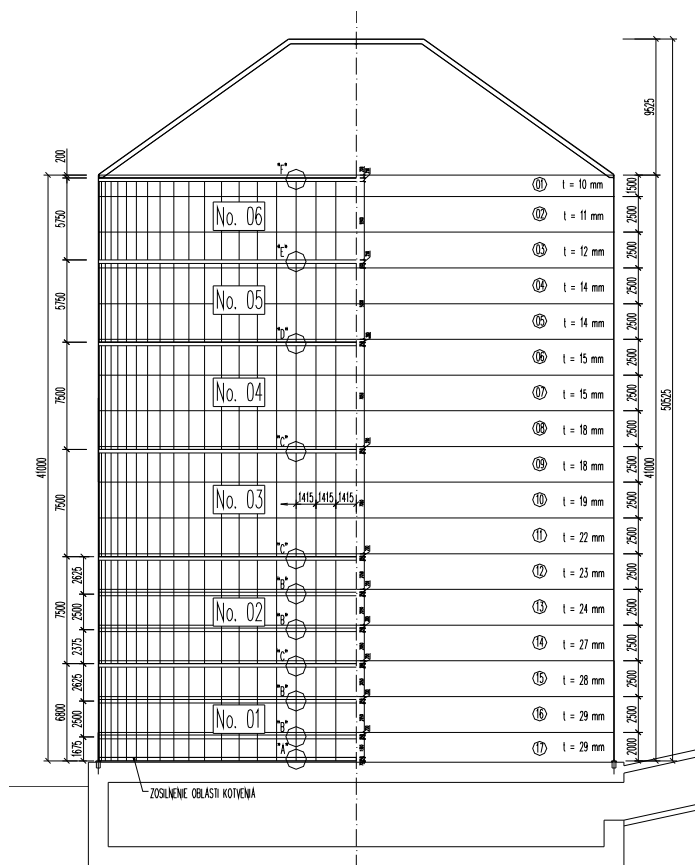 9525
200
"F"
01 t = 10 mm
1500
5750
No. 06
02 t = 11 mm
2500
"E"
03 t = 12 mm
2500
5750
No. 05
04 t = 14 mm
2500
05 t = 14 mm
2500
"D"
06 t = 15 mm
2500
7500
No. 04
07 t = 15 mm
2500
50525
08 t = 18 mm
2500
"C"
41000
09 t = 18 mm
2500
41000
7500
No. 03
1415 1415 1415
10 t = 19 mm
2500
11 t = 22 mm
2500
"C"
2625
12 t = 23 mm
2500
"B"
7500
2500
No. 02
13 t = 24 mm
2500
"B"
2375
14 t = 27 mm
2500
"C"
2625
15 t = 28 mm
2500
"B"
6800
2500
No. 01
16 t = 29 mm
2500
"B"
1675
"A"
17 t = 29 mm
2000
ZOSILNENIE OBLASTI KOTVENIA